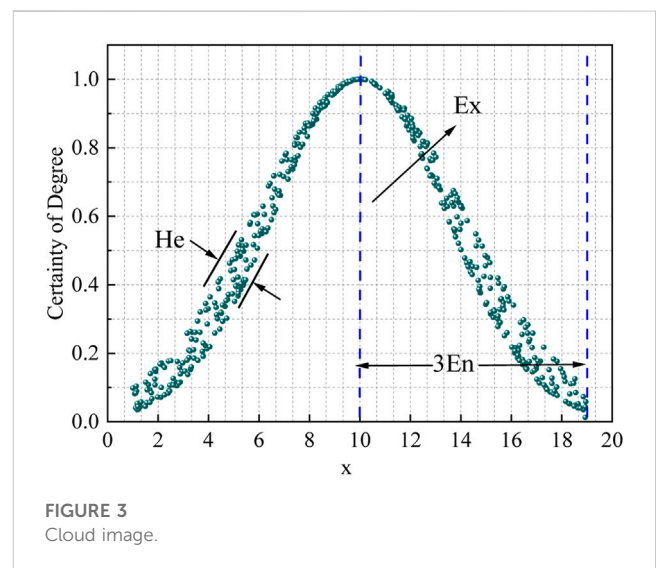 1.0
0.8
0.6
0.4
0.2
0.0
Certainty of Degree
Ex
He
3En
0 2 4 6 8 10 12 14 16 18 20
x
FIGURE 3
Cloud image.